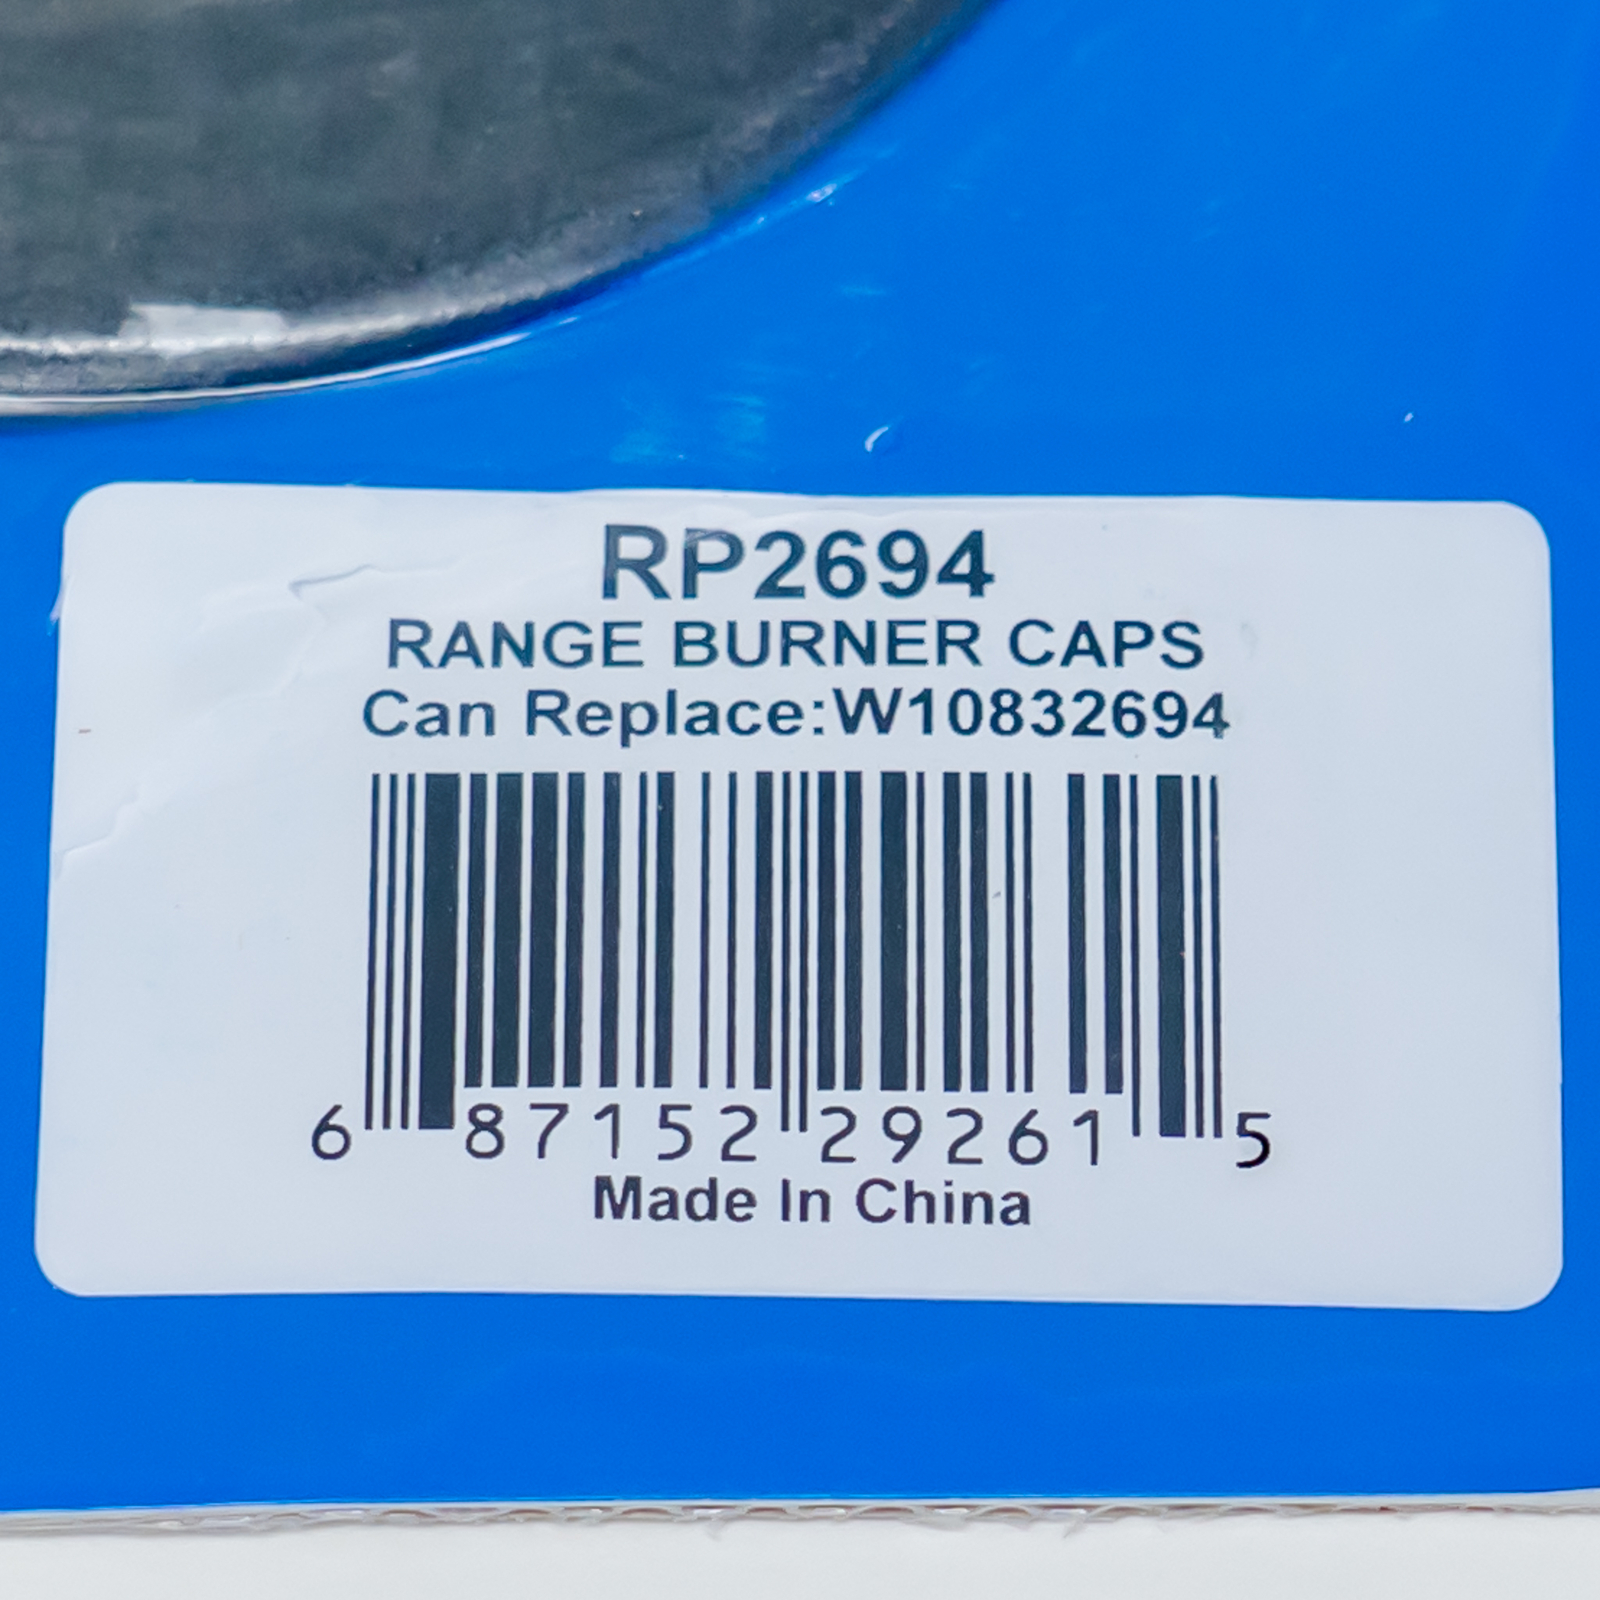 RP2694
RANGE BURNER CAPS
Can Replace:W10832694
6 87152 29261 5
Made In China